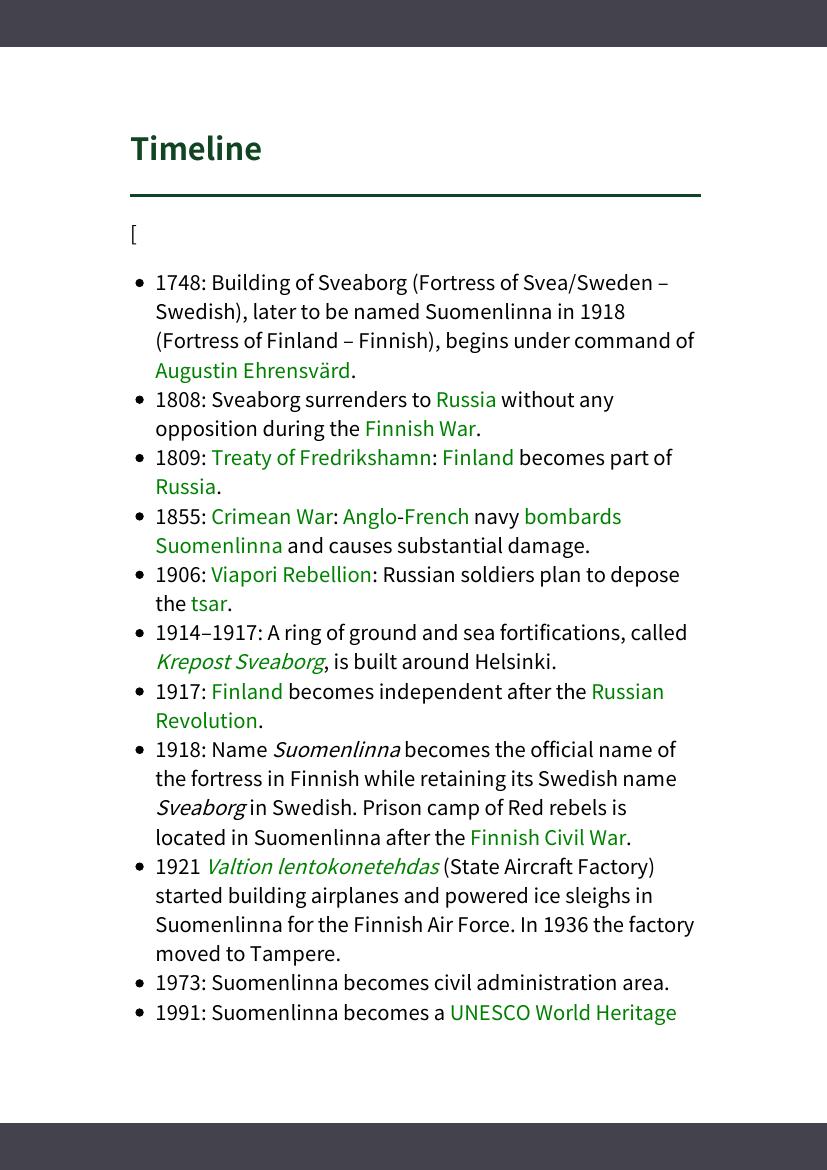 Timeline
[
• 1748: Building of Sveaborg (Fortress of Svea/Sweden –
Swedish), later to be named Suomenlinna in 1918
(Fortress of Finland – Finnish), begins under command of
Augustin Ehrensvärd.
• 1808: Sveaborg surrenders to Russia without any
opposition during the Finnish War.
• 1809: Treaty of Fredrikshamn: Finland becomes part of
Russia.
• 1855: Crimean War: Anglo-French navy bombards
Suomenlinna and causes substantial damage.
• 1906: Viapori Rebellion: Russian soldiers plan to depose
the tsar.
• 1914–1917: A ring of ground and sea fortifications, called
Krepost Sveaborg, is built around Helsinki.
• 1917: Finland becomes independent after the Russian
Revolution.
• 1918: Name Suomenlinna becomes the official name of
the fortress in Finnish while retaining its Swedish name
Sveaborg in Swedish. Prison camp of Red rebels is
located in Suomenlinna after the Finnish Civil War.
• 1921 Valtion lentokonetehdas (State Aircraft Factory)
started building airplanes and powered ice sleighs in
Suomenlinna for the Finnish Air Force. In 1936 the factory
moved to Tampere.
• 1973: Suomenlinna becomes civil administration area.
• 1991: Suomenlinna becomes a UNESCO World Heritage